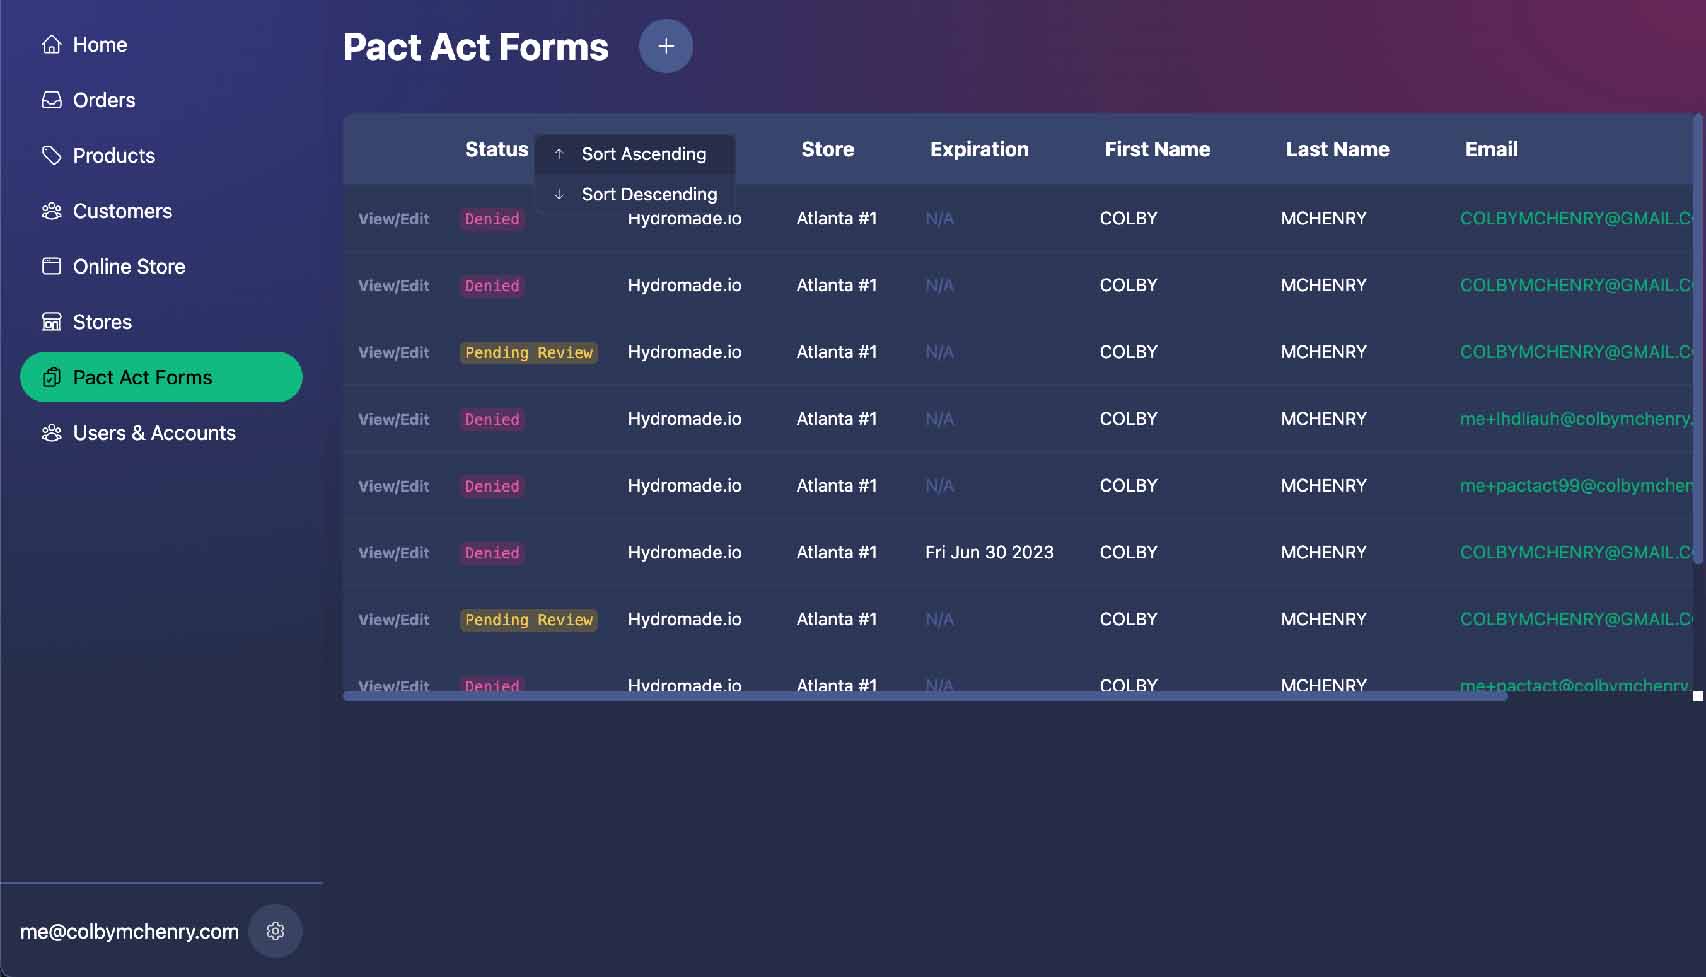 Home
Orders
Products
Customers
Online Store
Stores
Pact Act Forms
Users & Accounts
me@colbymchenry.com
Pact Act Forms
Status Store Expiration First Name Last Name Email
Sort Ascending
Sort Descending
View/Edit Denied Hydromade.io Atlanta #1 N/A COLBY MCHENRY COLBYMCHENRY@GMAIL.C
View/Edit Denied Hydromade.io Atlanta #1 N/A COLBY MCHENRY COLBYMCHENRY@GMAIL.C
View/Edit Pending Review Hydromade.io Atlanta #1 N/A COLBY MCHENRY COLBYMCHENRY@GMAIL.C
View/Edit Denied Hydromade.io Atlanta #1 N/A COLBY MCHENRY me+lhdliauh@colbymchenry.
View/Edit Denied Hydromade.io Atlanta #1 N/A COLBY MCHENRY me+pactact99@colbymchen
View/Edit Denied Hydromade.io Atlanta #1 Fri Jun 30 2023 COLBY MCHENRY COLBYMCHENRY@GMAIL.C
View/Edit Pending Review Hydromade.io Atlanta #1 N/A COLBY MCHENRY COLBYMCHENRY@GMAIL.C
View/Edit Denied Hydromade.io Atlanta #1 N/A COLBY MCHENRY me+pactact@colbymchenry.